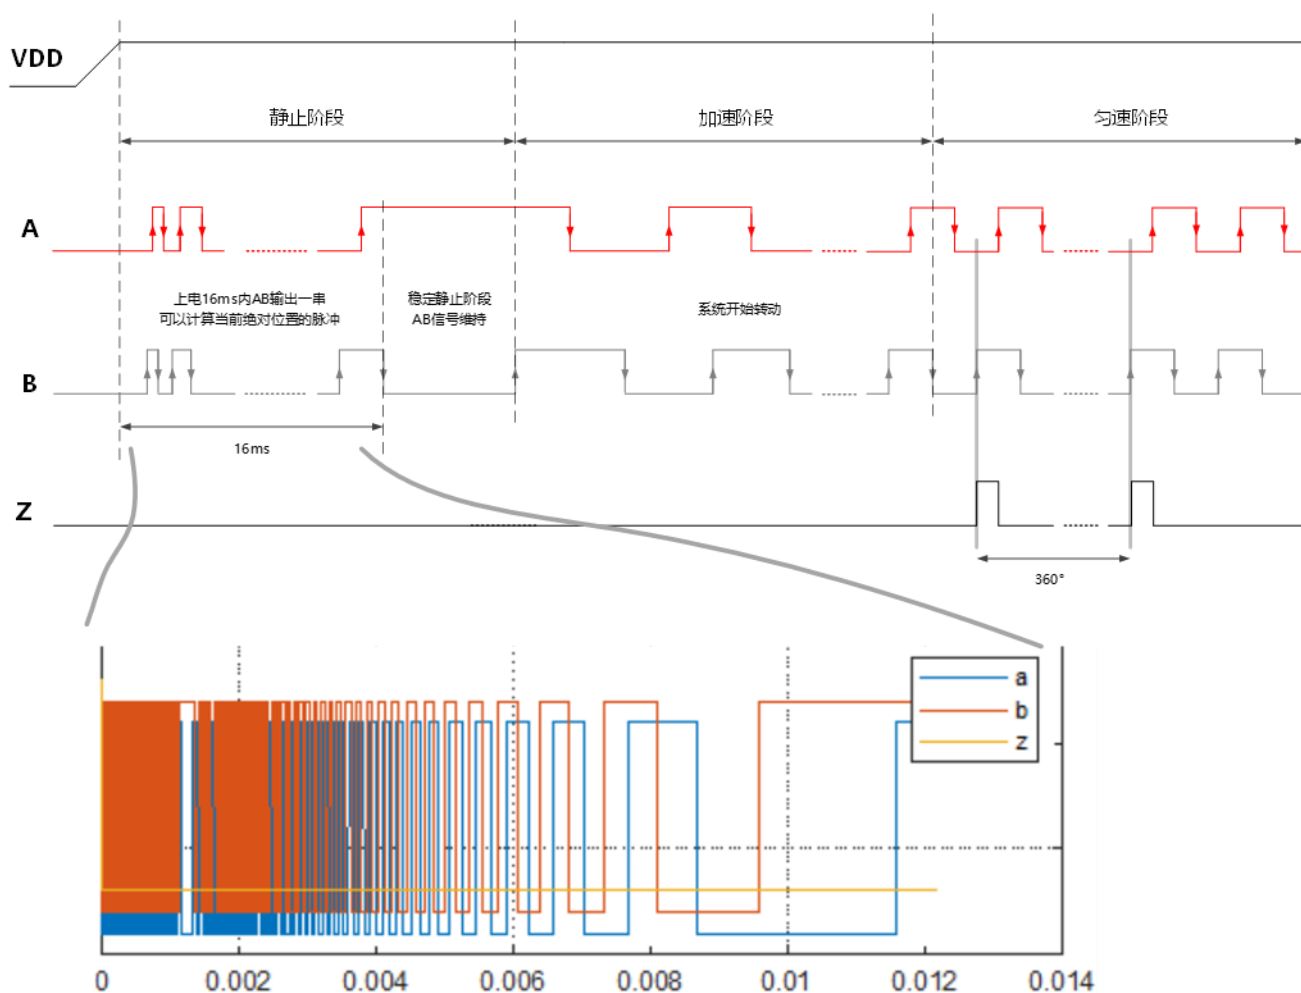 VDD
静止阶段
加速阶段
匀速阶段
A
上电16ms内AB输出一串
可以计算当前绝对位置的脉冲
稳定静止阶段
AB信号维持
系统开始转动
B
16ms
Z
360°
a
b
z
0
0.002
0.004
0.006
0.008
0.01
0.012
0.014